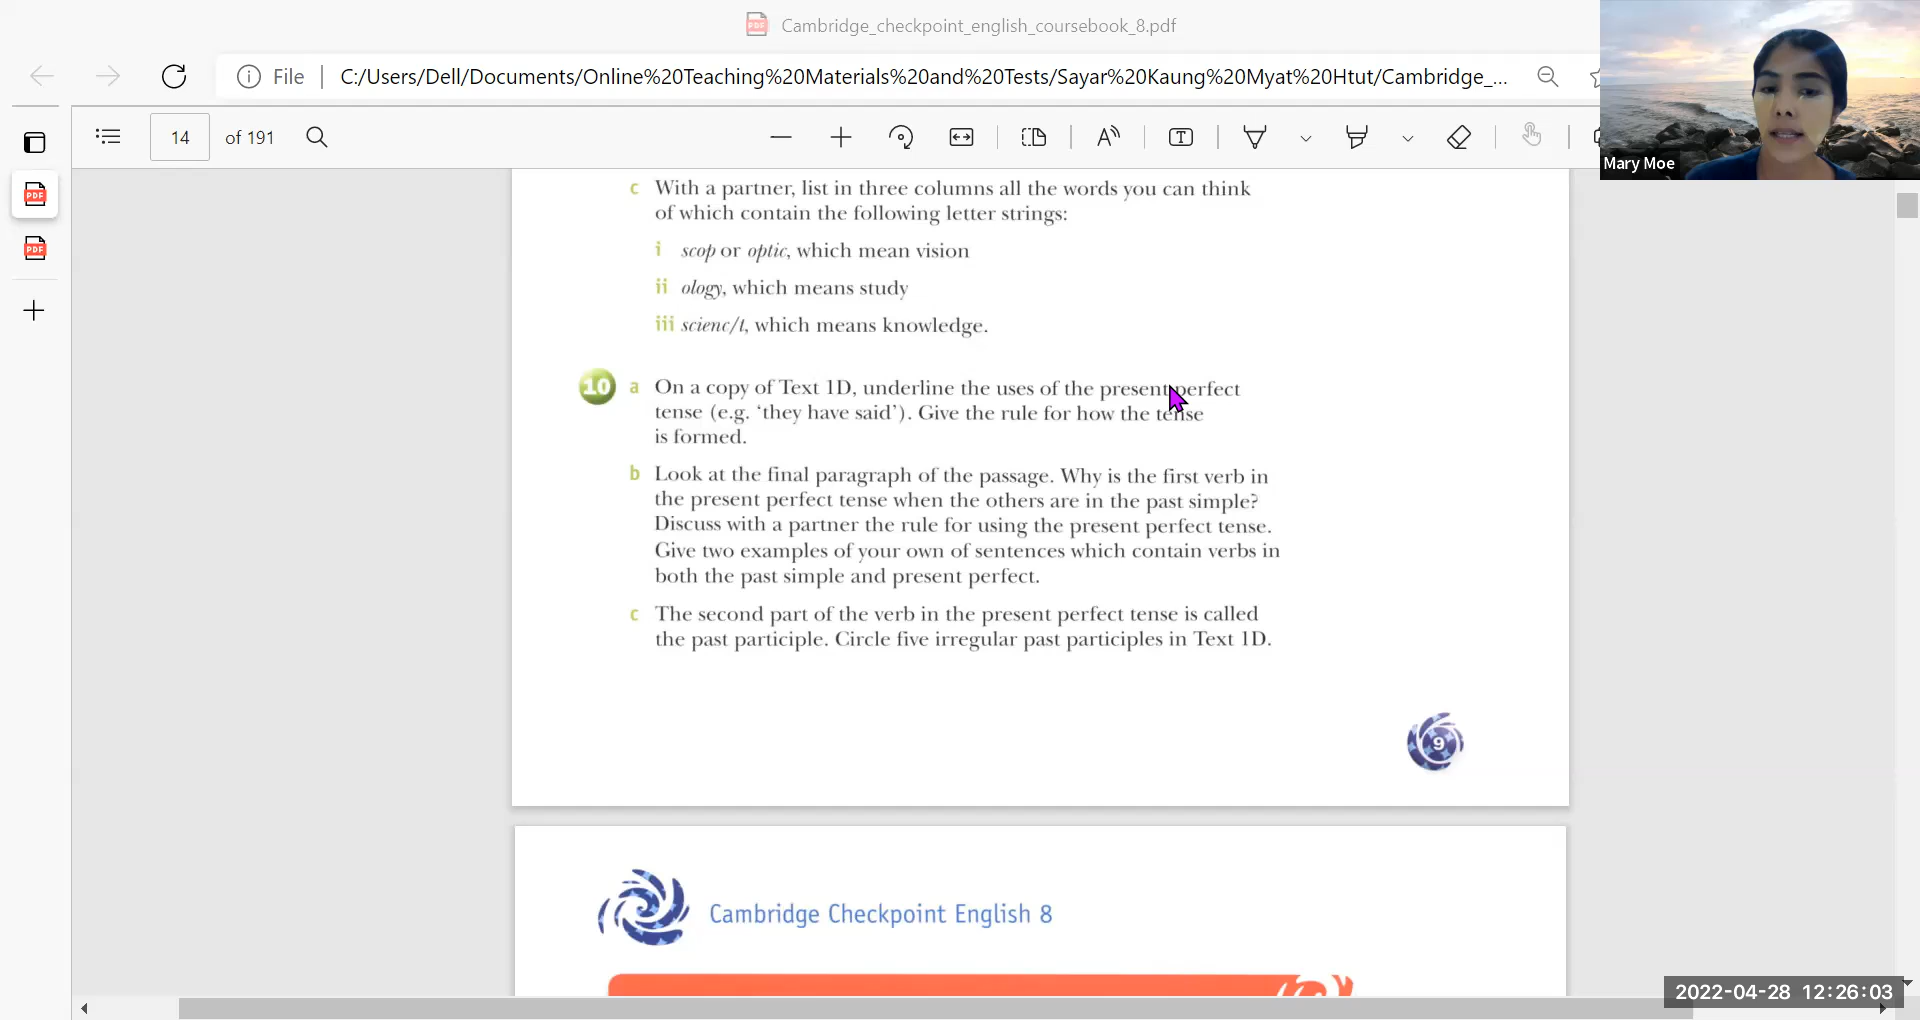 Cambridge_checkpoint_english_coursebook_8.pdf
File C:/Users/Dell/Documents/Online%20Teaching%20Materials%20and%20Tests/Sayar%20Kaung%20Myat%20Htut/Cambridge_...
Mary Moe
14 of 191
c With a partner, list in three columns all the words you can think
of which contain the following letter strings:
i scop or optic, which mean vision
ii ology, which means study
iii scienc/t, which means knowledge.
10 a On a copy of Text 1D, underline the uses of the present perfect
tense (e.g. ‘they have said’). Give the rule for how the tense
is formed.
b Look at the final paragraph of the passage. Why is the first verb in
the present perfect tense when the others are in the past simple?
Discuss with a partner the rule for using the present perfect tense.
Give two examples of your own of sentences which contain verbs in
both the past simple and present perfect.
c The second part of the verb in the present perfect tense is called
the past participle. Circle five irregular past participles in Text 1D.
9
Cambridge Checkpoint English 8
2022-04-28 12:26:03